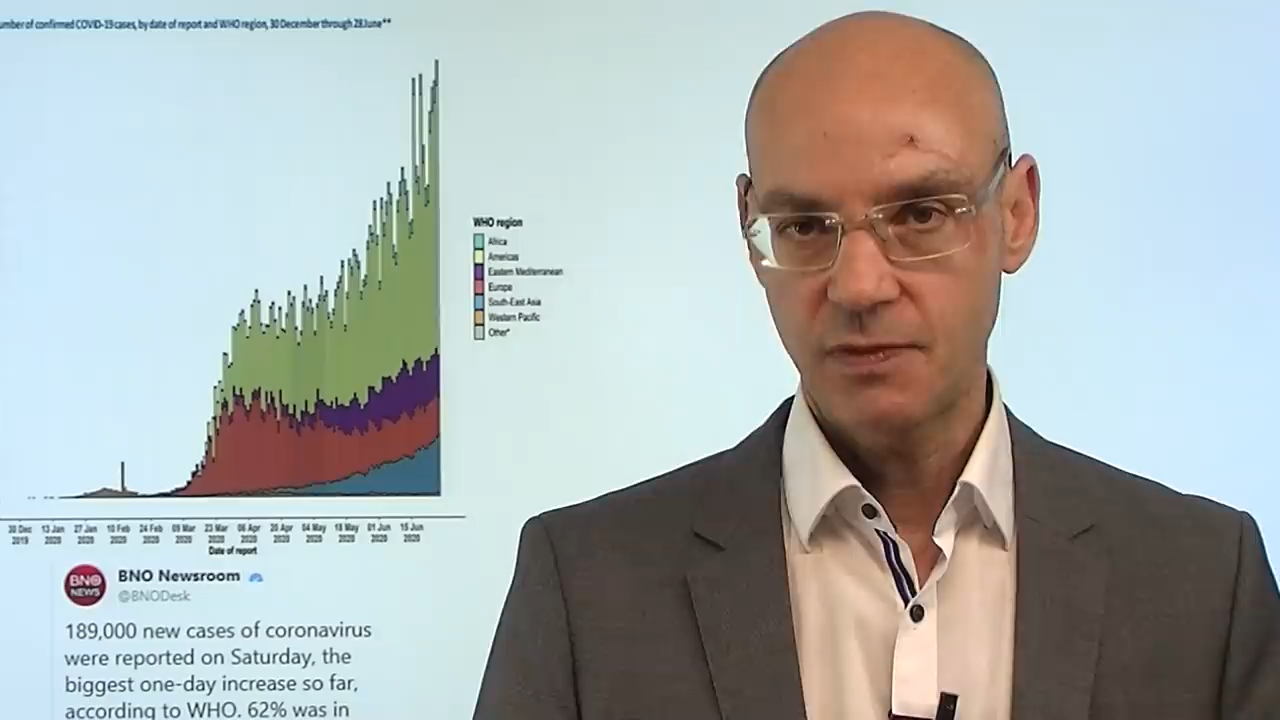 umber of confirmed COVID-19 cases, by date of report and WHO region, 30 December through 28 June**
WHO region
Africa
Americas
Eastern Mediterranean
Europe
South-East Asia
Western Pacific
Other*
30 Dec 13 Jan 27 Jan 10 Feb 24 Feb 09 Mar 23 Mar 06 Apr 20 Apr 04 May 18 May 01 Jun 15 Jun
2019 2020 2020 2020 2020 2020 2020 2020 2020 2020 2020 2020 2020
Date of report
BNO NEWS
BNO Newsroom
@BNODesk
189,000 new cases of coronavirus
were reported on Saturday, the
biggest one-day increase so far,
according to WHO. 62% was in